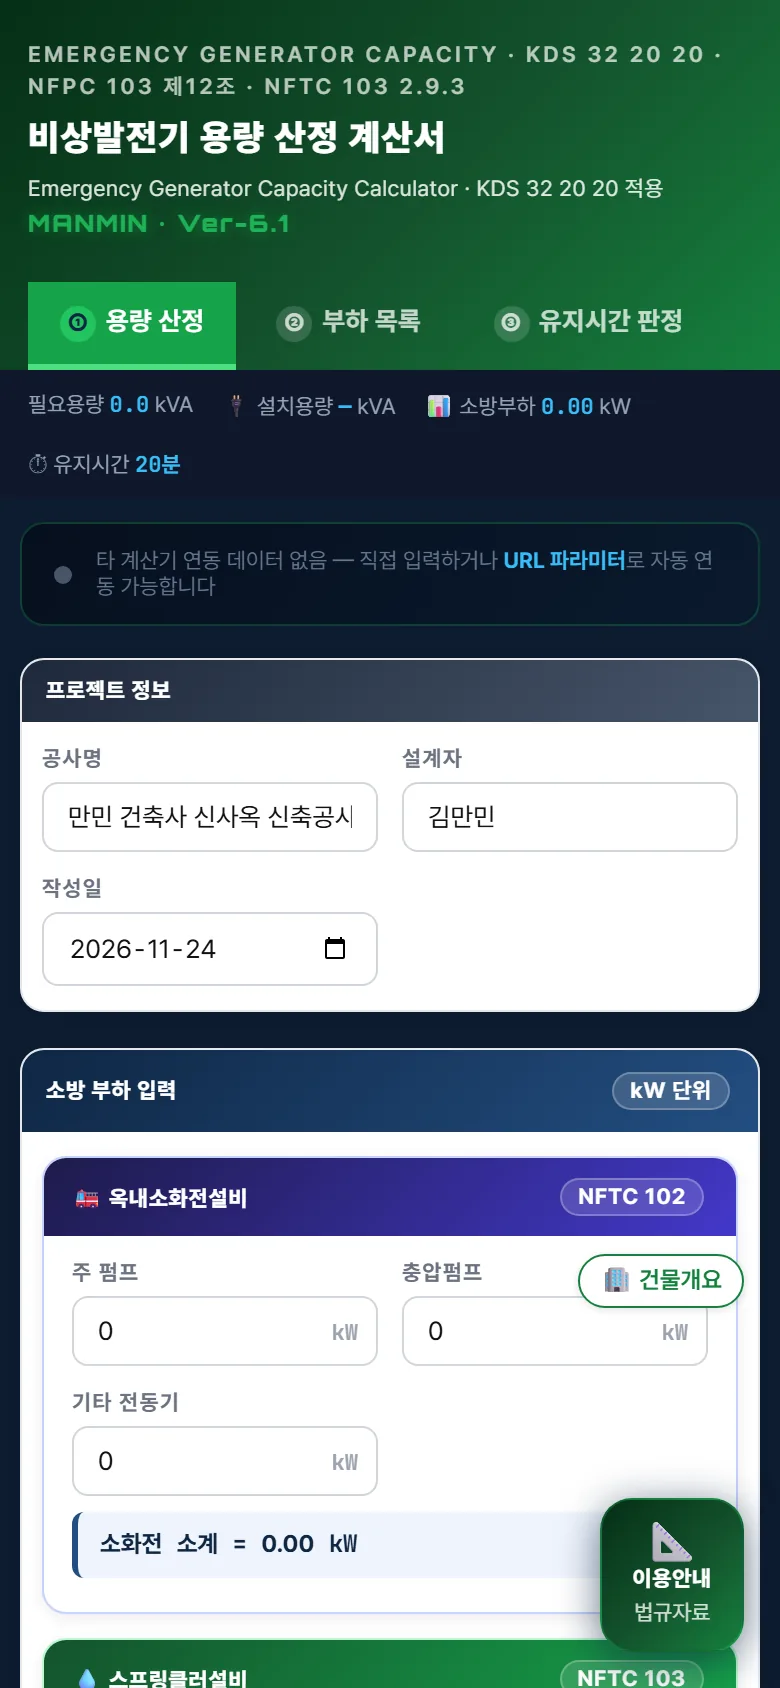 EMERGENCY GENERATOR CAPACITY · KDS 32 20 20 ·
NFPC 103 제12조 · NFTC 103 2.9.3
비상발전기 용량 산정 계산서
Emergency Generator Capacity Calculator · KDS 32 20 20 적용
MANMIN · Ver-6.1
① 용량 산정
② 부하 목록
③ 유지시간 판정
필요용량 0.0 kVA
설치용량 — kVA
소방부하 0.00 kW
유지시간 20분
타 계산기 연동 데이터 없음 — 직접 입력하거나 URL 파라미터로 자동 연
동 가능합니다
프로젝트 정보
공사명
설계자
만민 건축사 신사옥 신축공사
김만민
작성일
2026-11-24
소방 부하 입력
kW 단위
옥내소화전설비
NFTC 102
주 펌프
충압펌프
건물개요
0 kW
0 kW
기타 전동기
0 kW
소화전 소계 = 0.00 kW
이용안내
법규자료
스프링클러설비
NFTC 103